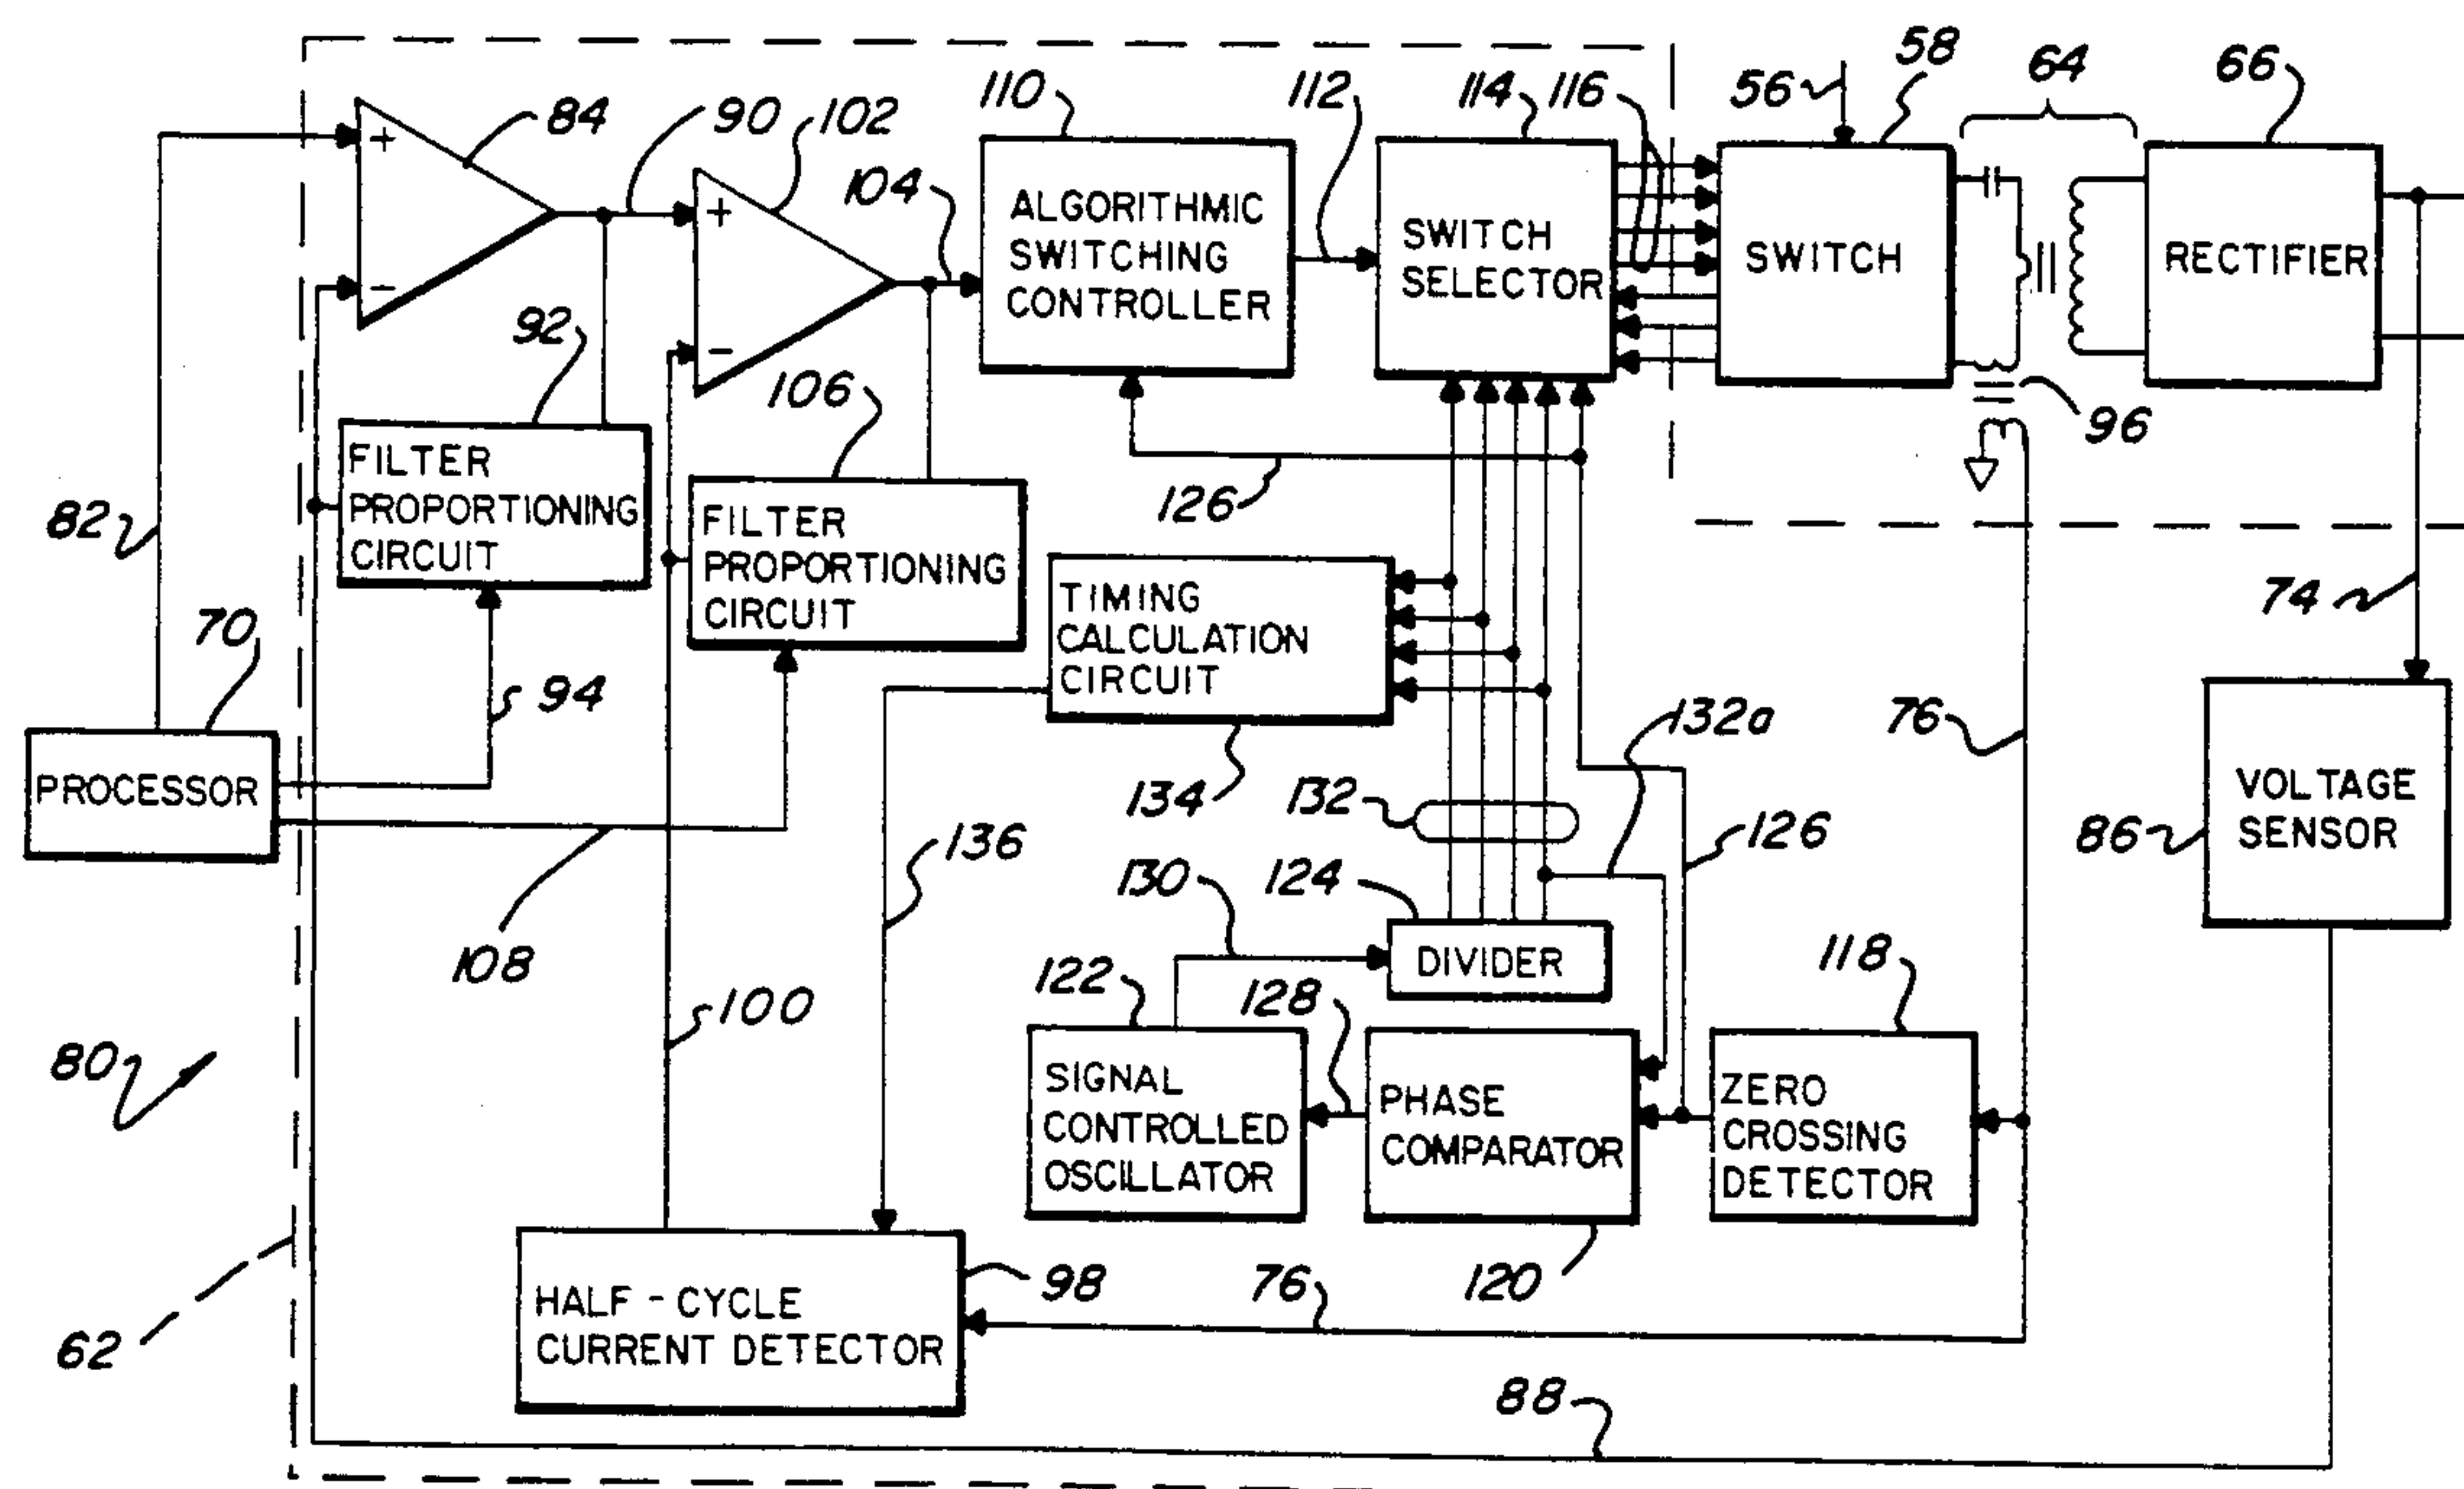 58
64
66
110
112
114
116
56
84
90
102
+
+
104
ALGORITHMIC
SWITCHING
CONTROLLER
SWITCH
SELECTOR
SWITCH
RECTIFIER
−
−
92
106
96
82
FILTER
PROPORTIONING
CIRCUIT
126
FILTER
PROPORTIONING
CIRCUIT
TIMING
CALCULATION
CIRCUIT
74
70
94
132a
76
PROCESSOR
134
132
126
86
VOLTAGE
SENSOR
136
108
130
124
DIVIDER
118
122
128
100
80
SIGNAL
CONTROLLED
OSCILLATOR
PHASE
COMPARATOR
ZERO
CROSSING
DETECTOR
98
76
120
HALF-CYCLE
CURRENT DETECTOR
62
88